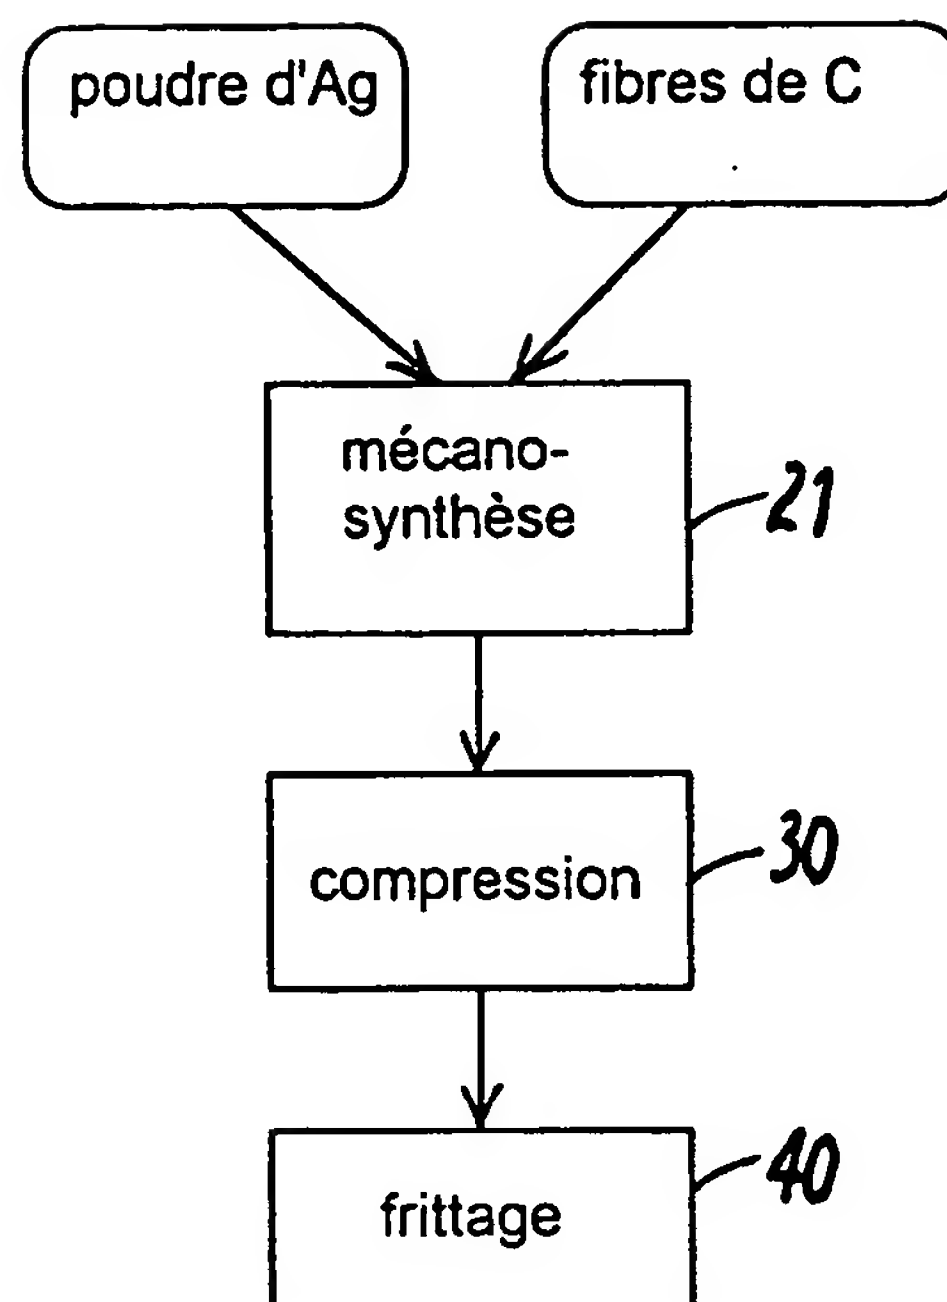 poudre d'Ag
fibres de C
mécano-
synthèse
21
compression
30
frittage
40